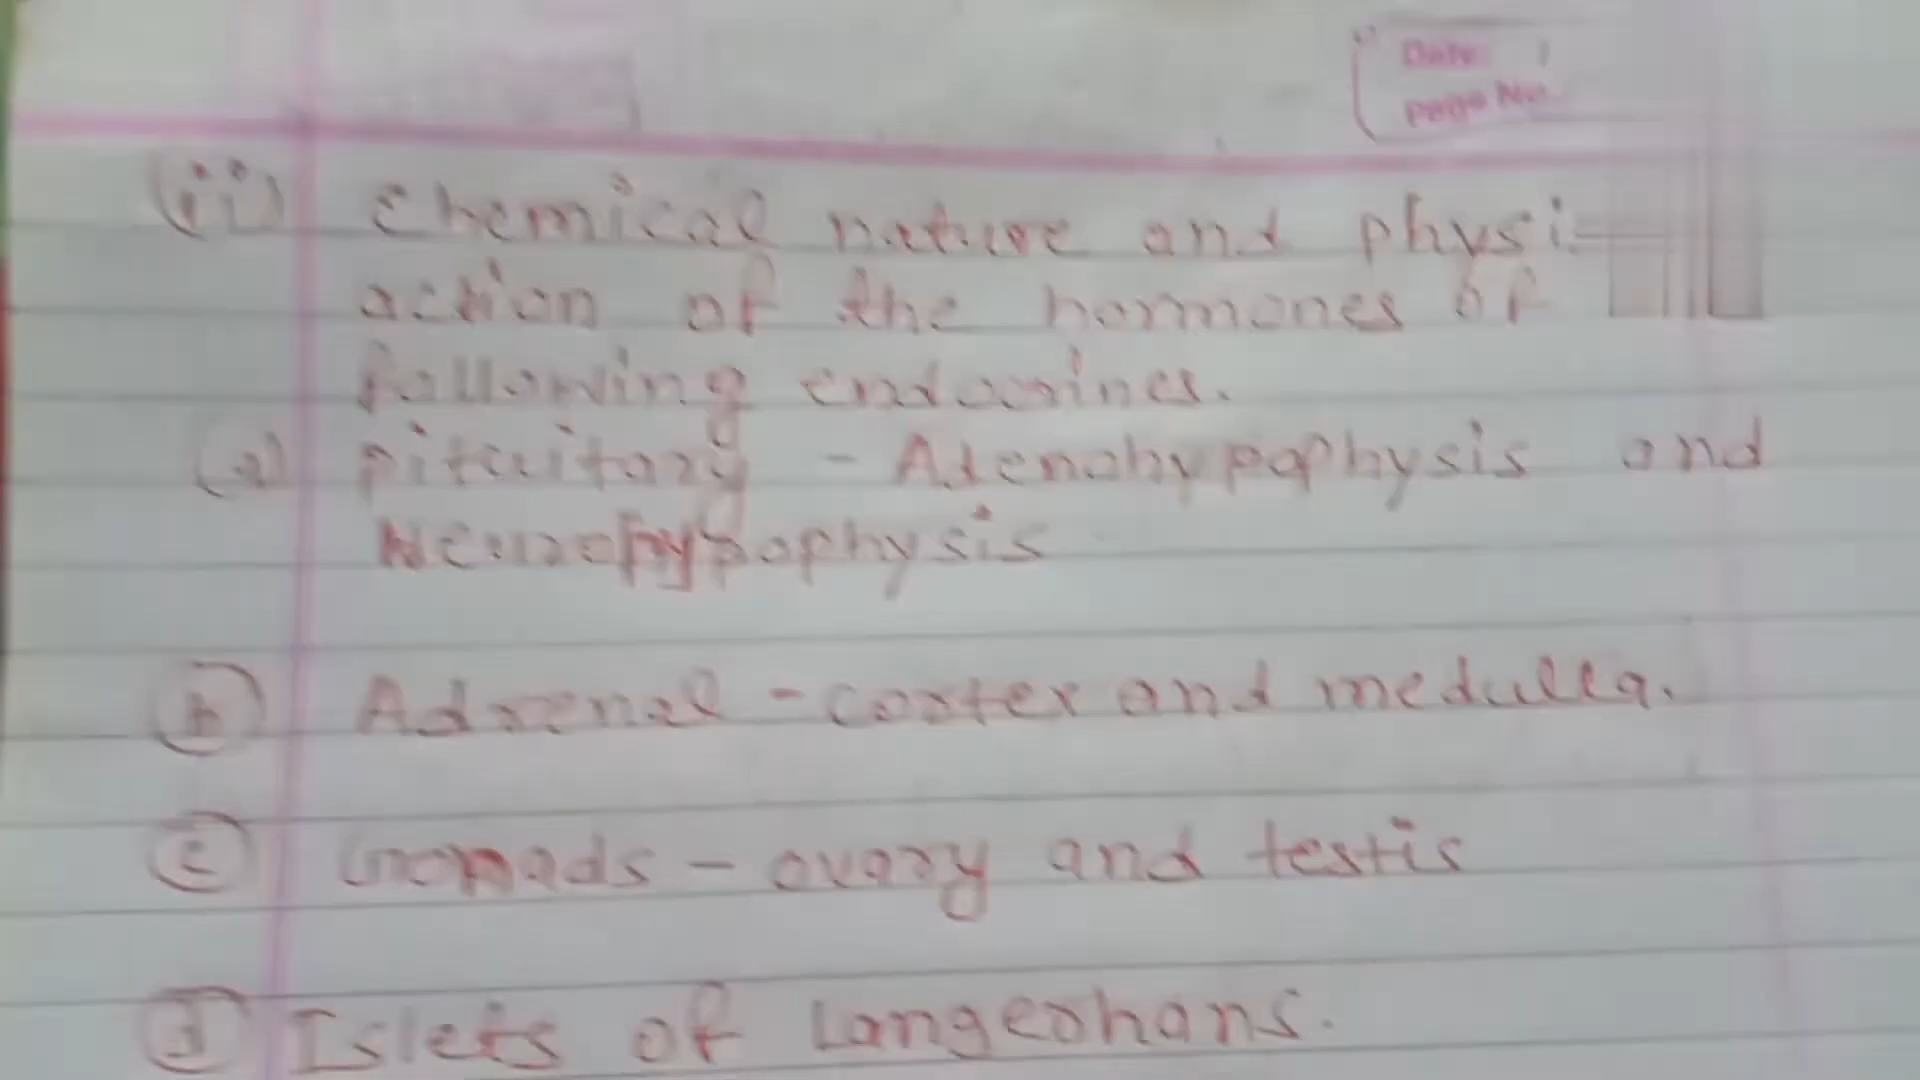 Date: /
Page No.
(ii) Chemical nature and physi-
action of the hormones of
following endocrines.
(a) Pituitary - Adenohypophysis and
Neurohypophysis
(b) Adrenal - cortex and medulla.
(c) Gonads - ovary and testis
(d) Islets of Langerhans.